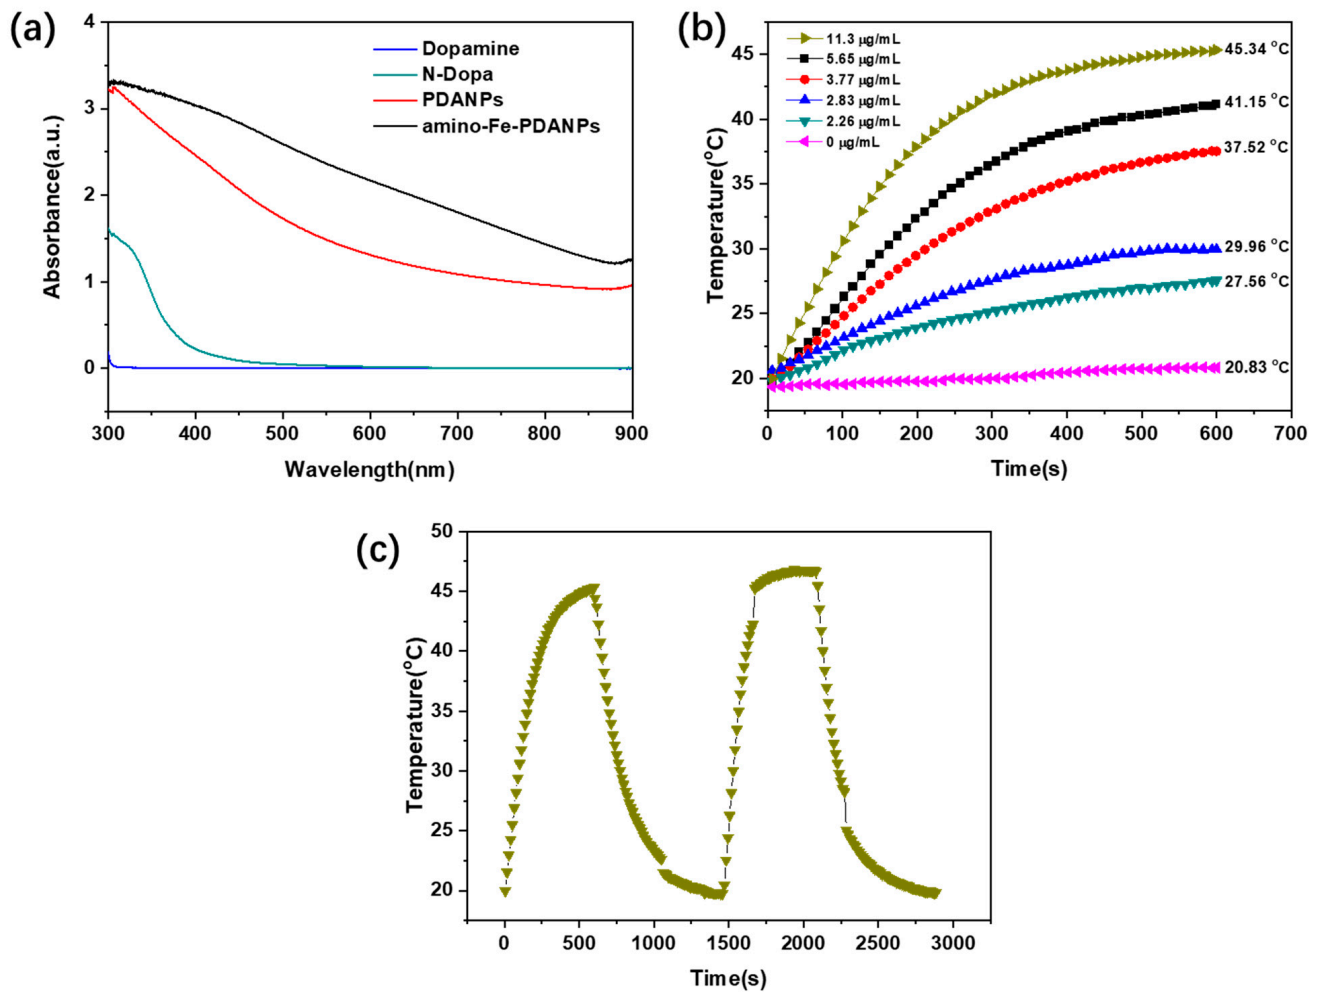 (a)
4
3
2
1
0
Absorbance(a.u.)
Dopamine
N-Dopa
PDANPs
amino-Fe-PDANPs
300 400 500 600 700 800 900
Wavelength(nm)
(b)
45
40
35
30
25
20
Temperature(°C)
11.3 μg/mL
5.65 μg/mL
3.77 μg/mL
2.83 μg/mL
2.26 μg/mL
0 μg/mL
45.34 °C
41.15 °C
37.52 °C
29.96 °C
27.56 °C
20.83 °C
0 100 200 300 400 500 600 700
Time(s)
(c)
50
45
40
35
30
25
20
Temperature(°C)
0 500 1000 1500 2000 2500 3000
Time(s)